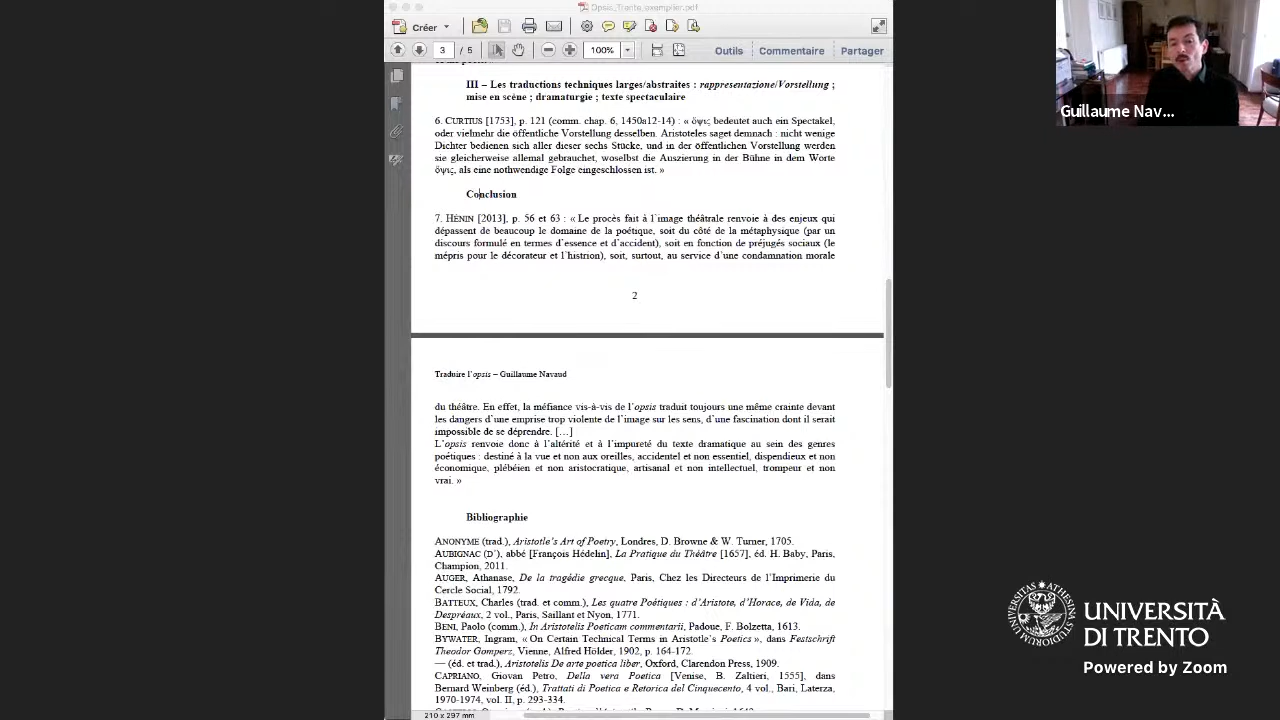 Opsis_Trente_exemplier.pdf
Créer
3 / 5
100%
Outils Commentaire Partager
III – Les traductions techniques larges/abstraites : rappresentazione/Vorstellung ;
mise en scène ; dramaturgie ; texte spectaculaire
6. CURTIUS [1753], p. 121 (comm. chap. 6, 1450a12-14) : « ὄψις bedeutet auch ein Spectakel,
oder vielmehr die öffentliche Vorstellung desselben. Aristoteles saget demnach : nicht wenige
Dichter bedienen sich aller dieser sechs Stücke, und in der öffentlichen Vorstellung werden
sie gleicherweise allemal gebrauchet, woselbst die Auszierung in der Bühne in dem Worte
ὄψις, als eine nothwendige Folge eingeschlossen ist. »
Conclusion
7. HÉNIN [2013], p. 56 et 63 : « Le procès fait à l'image théâtrale renvoie à des enjeux qui
dépassent de beaucoup le domaine de la poétique, soit du côté de la métaphysique (par un
discours formulé en termes d'essence et d'accident), soit en fonction de préjugés sociaux (le
mépris pour le décorateur et l'histrion), soit, surtout, au service d'une condamnation morale
2
Traduire l'opsis – Guillaume Navaud
du théâtre. En effet, la méfiance vis-à-vis de l'opsis traduit toujours une même crainte devant
les dangers d'une emprise trop violente de l'image sur les sens, d'une fascination dont il serait
impossible de se déprendre. […]
L'opsis renvoie donc à l'altérité et à l'impureté du texte dramatique au sein des genres
poétiques : destiné à la vue et non aux oreilles, accidentel et non essentiel, dispendieux et non
économique, plébéien et non aristocratique, artisanal et non intellectuel, trompeur et non
vrai. »
Bibliographie
ANONYME (trad.), Aristotle's Art of Poetry, Londres, D. Browne & W. Turner, 1705.
AUBIGNAC (D'), abbé [François Hédelin], La Pratique du Théâtre [1657], éd. H. Baby, Paris,
Champion, 2011.
AUGER, Athanase, De la tragédie grecque, Paris, Chez les Directeurs de l'Imprimerie du
Cercle Social, 1792.
BATTEUX, Charles (trad. et comm.), Les quatre Poétiques : d'Aristote, d'Horace, de Vida, de
Despréaux, 2 vol., Paris, Saillant et Nyon, 1771.
BENI, Paolo (comm.), In Aristotelis Poeticam commentarii, Padoue, F. Bolzetta, 1613.
BYWATER, Ingram, « On Certain Technical Terms in Aristotle's Poetics », dans Festschrift
Theodor Gomperz, Vienne, Alfred Hölder, 1902, p. 164-172.
— (éd. et trad.), Aristotelis De arte poetica liber, Oxford, Clarendon Press, 1909.
CAPRIANO, Giovan Petro, Della vera Poetica [Venise, B. Zaltieri, 1555], dans
Bernard Weinberg (éd.), Trattati di Poetica e Retorica del Cinquecento, 4 vol., Bari, Laterza,
1970-1974, vol. II, p. 293-334.
210 x 297 mm
Guillaume Nav...
UNIVERSITÀ
DI TRENTO
Powered by Zoom